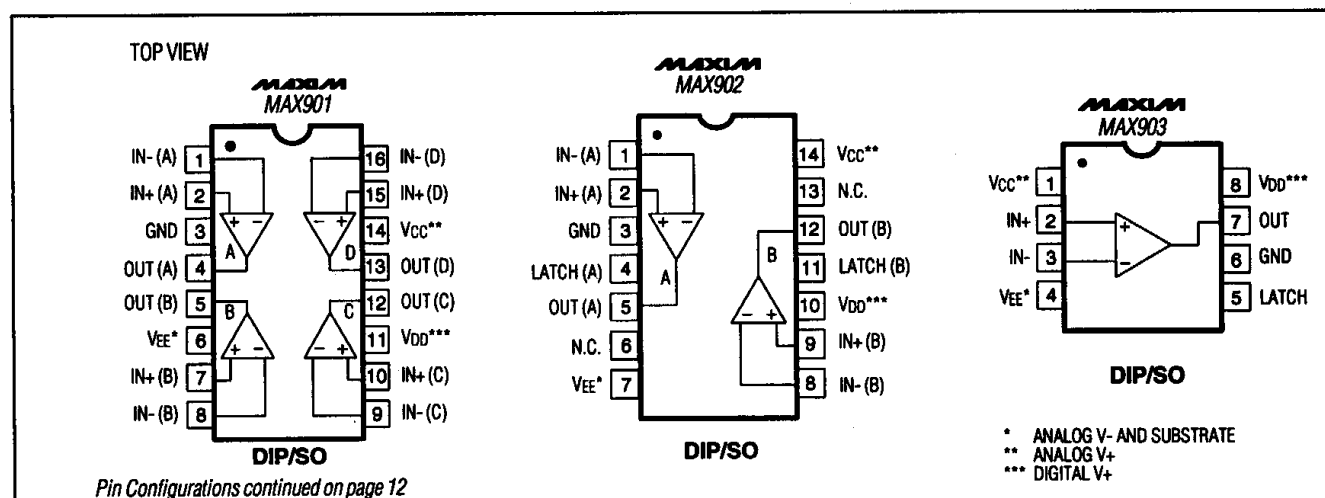 TOP VIEW
MAXIM
MAX901
IN- (A) 1
IN+ (A) 2
GND 3
OUT (A) 4
OUT (B) 5
VEE* 6
IN+ (B) 7
IN- (B) 8
16 IN- (D)
15 IN+ (D)
14 VCC**
13 OUT (D)
12 OUT (C)
11 VDD***
10 IN+ (C)
9 IN- (C)
+ -
A
- +
D
B
+ -
C
- +
DIP/SO
Pin Configurations continued on page 12
MAXIM
MAX902
IN- (A) 1
IN+ (A) 2
GND 3
LATCH (A) 4
OUT (A) 5
N.C. 6
VEE* 7
14 VCC**
13 N.C.
12 OUT (B)
11 LATCH (B)
10 VDD***
9 IN+ (B)
8 IN- (B)
+ -
A
B
- +
DIP/SO
MAXIM
MAX903
VCC** 1
IN+ 2
IN- 3
VEE* 4
8 VDD***
7 OUT
6 GND
5 LATCH
+
-
DIP/SO
* ANALOG V- AND SUBSTRATE
** ANALOG V+
*** DIGITAL V+